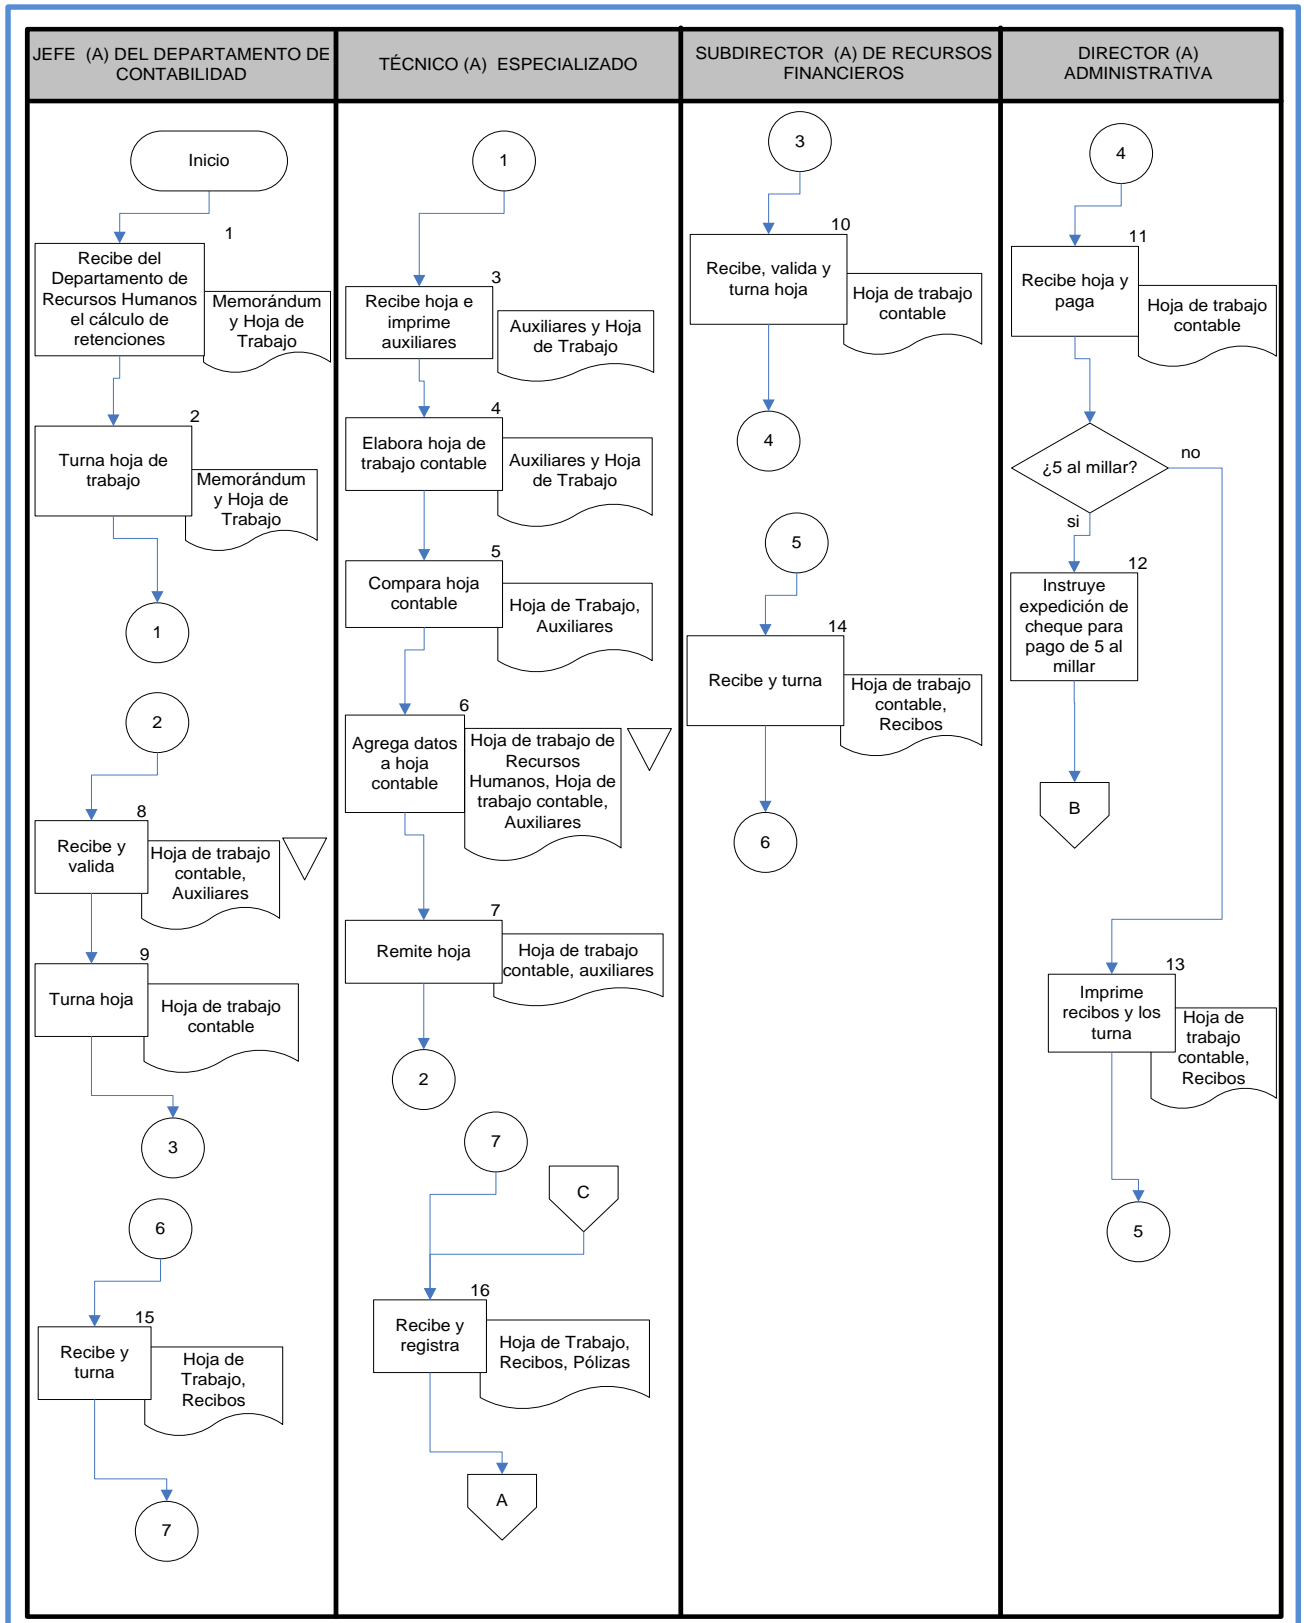 JEFE (A) DEL DEPARTAMENTO DE
CONTABILIDAD
TÉCNICO (A) ESPECIALIZADO
SUBDIRECTOR (A) DE RECURSOS
FINANCIEROS
DIRECTOR (A)
ADMINISTRATIVA
Inicio
1
Recibe del
Departamento de
Recursos Humanos
el cálculo de
retenciones
Memorándum
y Hoja de
Trabajo
2
Turna hoja de
trabajo
Memorándum
y Hoja de
Trabajo
1
2
8
Recibe y
valida
Hoja de trabajo
contable,
Auxiliares
9
Turna hoja
Hoja de trabajo
contable
3
6
15
Recibe y
turna
Hoja de
Trabajo,
Recibos
7
1
3
Recibe hoja e
imprime
auxiliares
Auxiliares y Hoja
de Trabajo
4
Elabora hoja de
trabajo contable
Auxiliares y Hoja
de Trabajo
5
Compara hoja
contable
Hoja de Trabajo,
Auxiliares
6
Agrega datos
a hoja
contable
Hoja de trabajo de
Recursos
Humanos, Hoja de
trabajo contable,
Auxiliares
7
Remite hoja
Hoja de trabajo
contable, auxiliares
2
7
C
16
Recibe y
registra
Hoja de Trabajo,
Recibos, Pólizas
A
3
10
Recibe, valida y
turna hoja
Hoja de trabajo
contable
4
5
14
Recibe y turna
Hoja de trabajo
contable,
Recibos
6
4
11
Recibe hoja y
paga
Hoja de trabajo
contable
¿5 al millar?
no
si
12
Instruye
expedición de
cheque para
pago de 5 al
millar
B
13
Imprime
recibos y los
turna
Hoja de
trabajo
contable,
Recibos
5